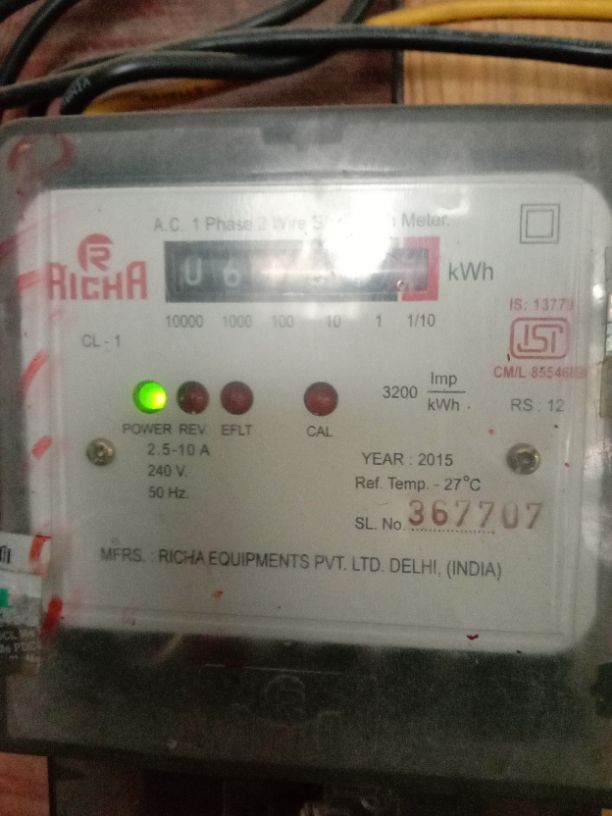 A.C. 1 Phase 2 Wire Meter.
RICHA
0 6
kWh
10000 1000 100 10 1 1/10
IS: 13779
CL - 1
3200 Imp
kWh
CM/L
RS : 12
POWER REV. EFLT CAL
2.5-10 A
240 V.
50 Hz.
YEAR : 2015
Ref. Temp. - 27°C
SL. No. 367707
MFRS. : RICHA EQUIPMENTS PVT. LTD. DELHI, (INDIA)